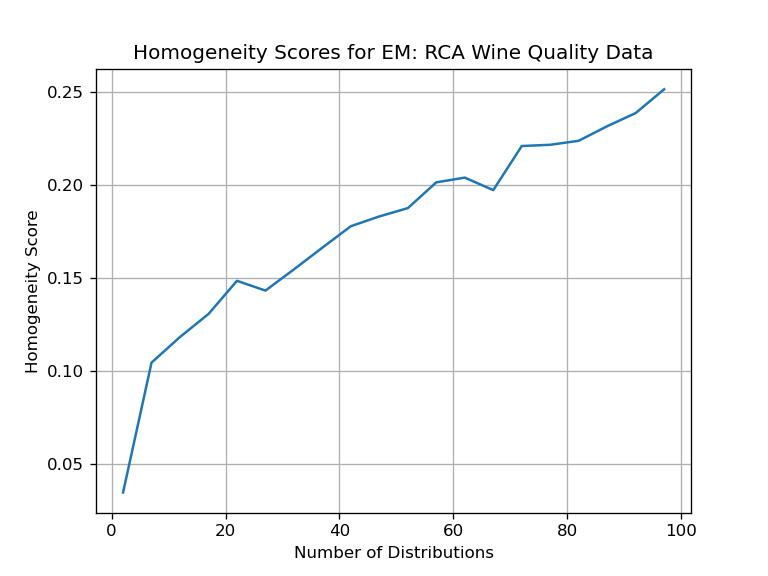 Homogeneity Scores for EM: RCA Wine Quality Data
0.25
0.20
0.15
0.10
0.05
Homogeneity Score
0 20 40 60 80 100
Number of Distributions